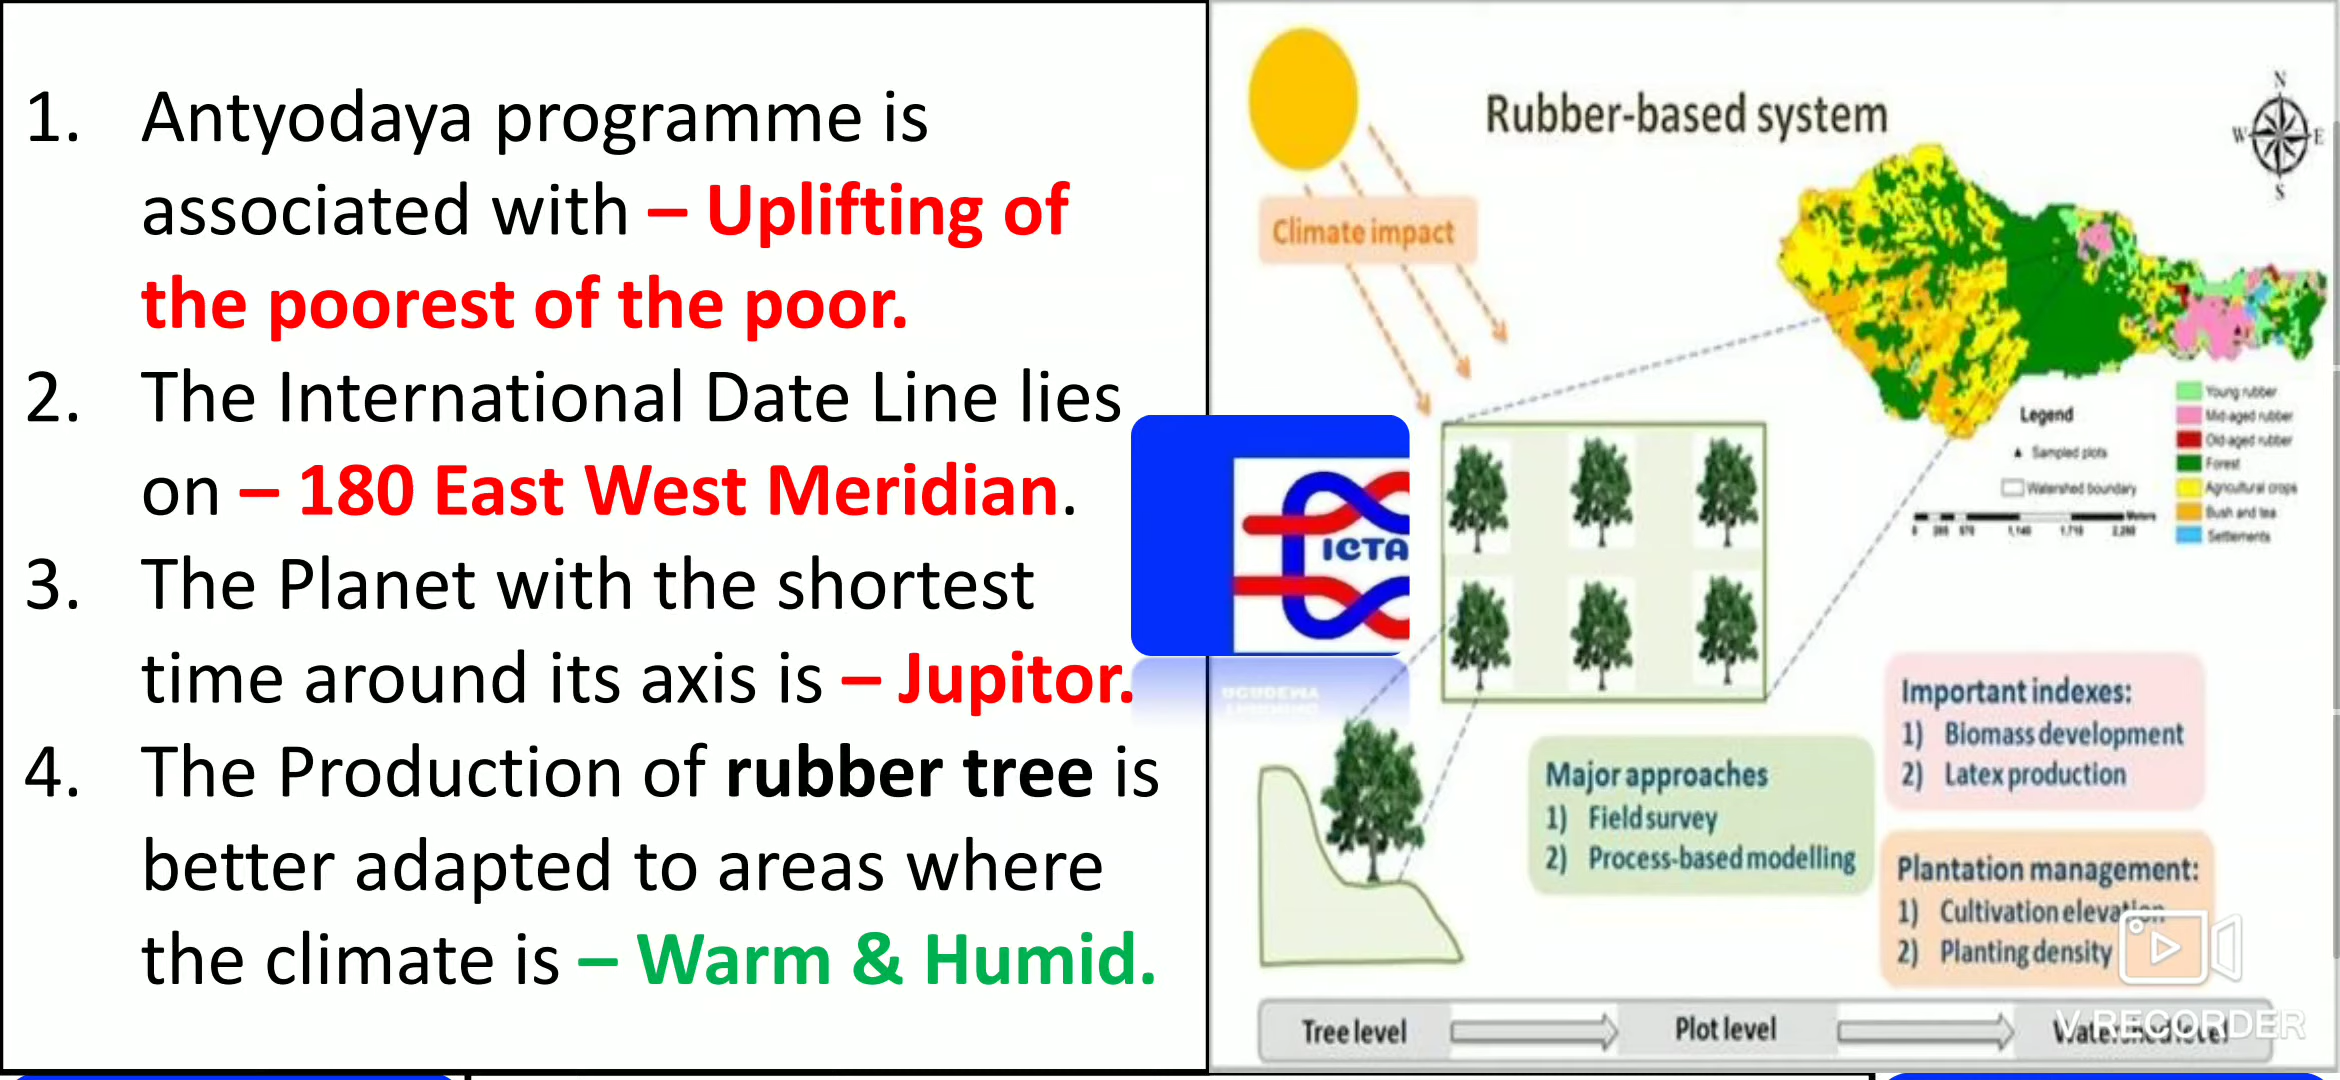 1. Antyodaya programme is
associated with – Uplifting of
the poorest of the poor.
2. The International Date Line lies
on – 180 East West Meridian.
3. The Planet with the shortest
time around its axis is – Jupitor.
4. The Production of rubber tree is
better adapted to areas where
the climate is – Warm & Humid.
ICTA
Rubber-based system
N
W
E
S
Climate impact
Legend
Sampled plots
Watershed boundary
Meters
Young rubber
Mid-aged rubber
Old-aged rubber
Forest
Agricultural crops
Bush and tea
Settlements
Important indexes:
1) Biomass development
2) Latex production
Major approaches
1) Field survey
2) Process-based modelling
Plantation management:
1) Cultivation elevation
2) Planting density
Tree level
Plot level
V.RECORDER